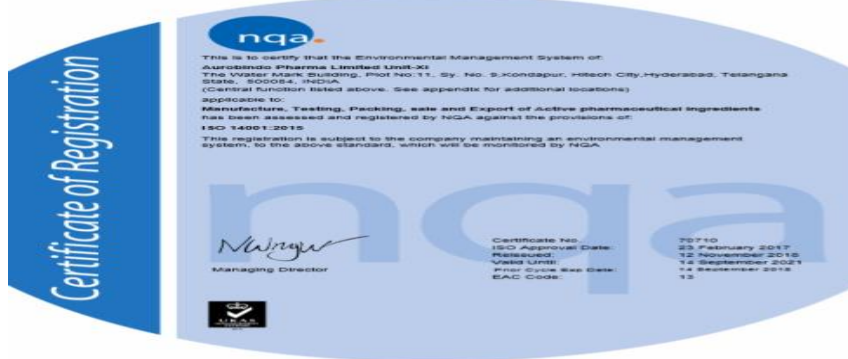 Certificate of Registration
nqa.
This is to certify that the Environmental Management System of:
Aurobindo Pharma Limited Unit-XI
The Water Mark Building, Plot No.11, Sy. No. 9,Kondapur, Hitech City,Hyderabad, Telangana
State, 500084, INDIA
(Central function listed above. See appendix for additional locations)
applicable to:
Manufacture, Testing, Packing, sale and Export of Active pharmaceutical Ingredients
has been assessed and registered by NQA against the provisions of:
ISO 14001:2015
This registration is subject to the company maintaining an environmental management
system, to the above standard, which will be monitored by NQA
nqa
Managing Director
Certificate No. 70710
ISO Approval Date: 23 February 2017
Reissued: 12 November 2018
Valid Until: 14 September 2021
Prior Cycle Exp Date: 14 September 2018
EAC Code: 13
UKAS